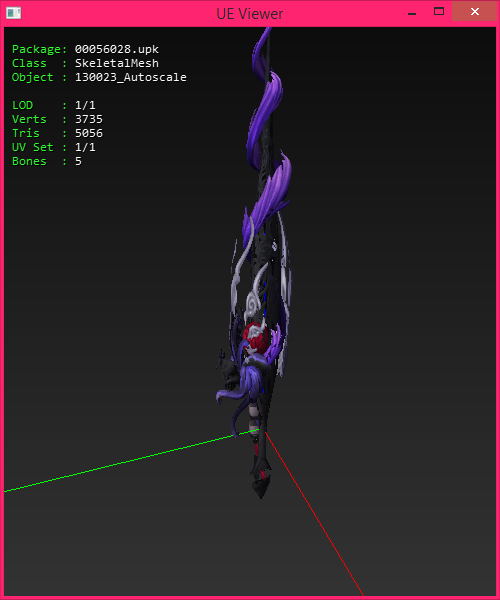 UE Viewer
Package: 00056028.upk
Class  : SkeletalMesh
Object : 130023_Autoscale
LOD    : 1/1
Verts  : 3735
Tris   : 5056
UV Set : 1/1
Bones  : 5